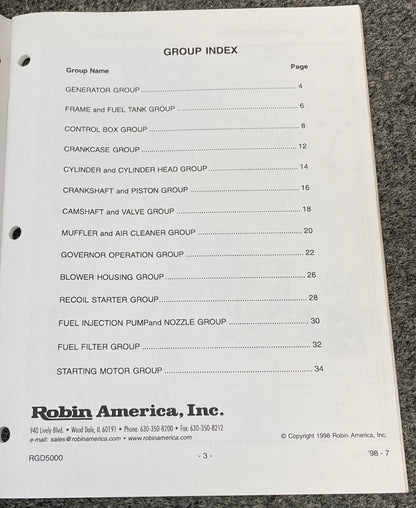 GROUP INDEX
Group Name Page
GENERATOR GROUP 4
FRAME and FUEL TANK GROUP 6
CONTROL BOX GROUP 8
CRANKCASE GROUP 12
CYLINDER and CYLINDER HEAD GROUP 14
CRANKSHAFT and PISTON GROUP 16
CAMSHAFT and VALVE GROUP 18
MUFFLER and AIR CLEANER GROUP 20
GOVERNOR OPERATION GROUP 22
BLOWER HOUSING GROUP 26
RECOIL STARTER GROUP 28
FUEL INJECTION PUMPand NOZZLE GROUP 30
FUEL FILTER GROUP 32
STARTING MOTOR GROUP 34
Robin America, Inc.
940 Lively Blvd. • Wood Dale, IL 60191 • Phone: 630-350-8200 • Fax: 630-350-8212
e-mail: sales@robinamerica.com • www.robinamerica.com
© Copyright 1998 Robin America, Inc.
RGD5000 - 3 - '98 - 7